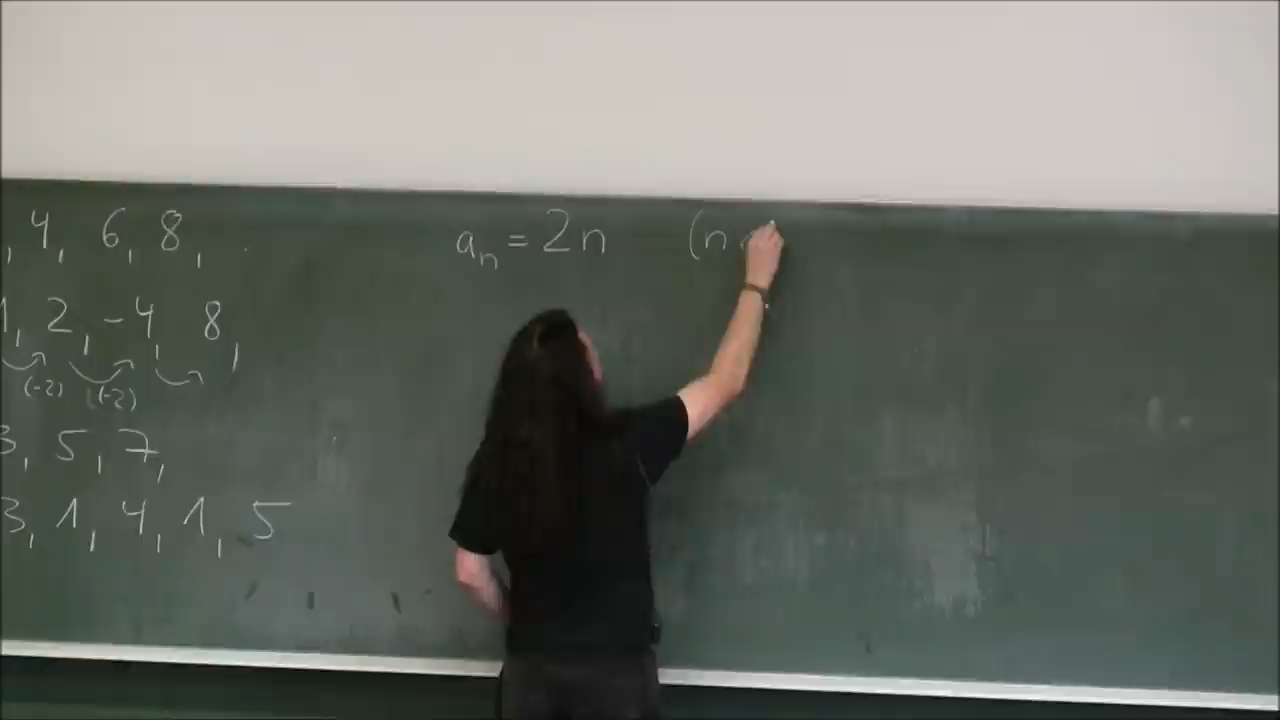 , 4, 6, 8, .
aₙ = 2n (n
1, 2, -4 8,
(-2) (-2)
3, 5, 7,
3, 1, 4, 1, 5